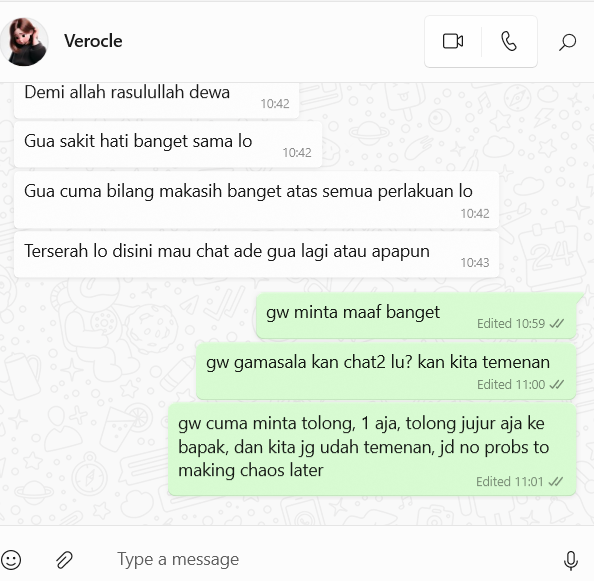 Verocle
Demi allah rasulullah dewa
10:42
Gua sakit hati banget sama lo
10:42
Gua cuma bilang makasih banget atas semua perlakuan lo
10:42
Terserah lo disini mau chat ade gua lagi atau apapun
10:43
gw minta maaf banget
Edited 10:59
gw gamasala kan chat2 lu? kan kita temenan
Edited 11:00
gw cuma minta tolong, 1 aja, tolong jujur aja ke
bapak, dan kita jg udah temenan, jd no probs to
making chaos later
Edited 11:01
Type a message